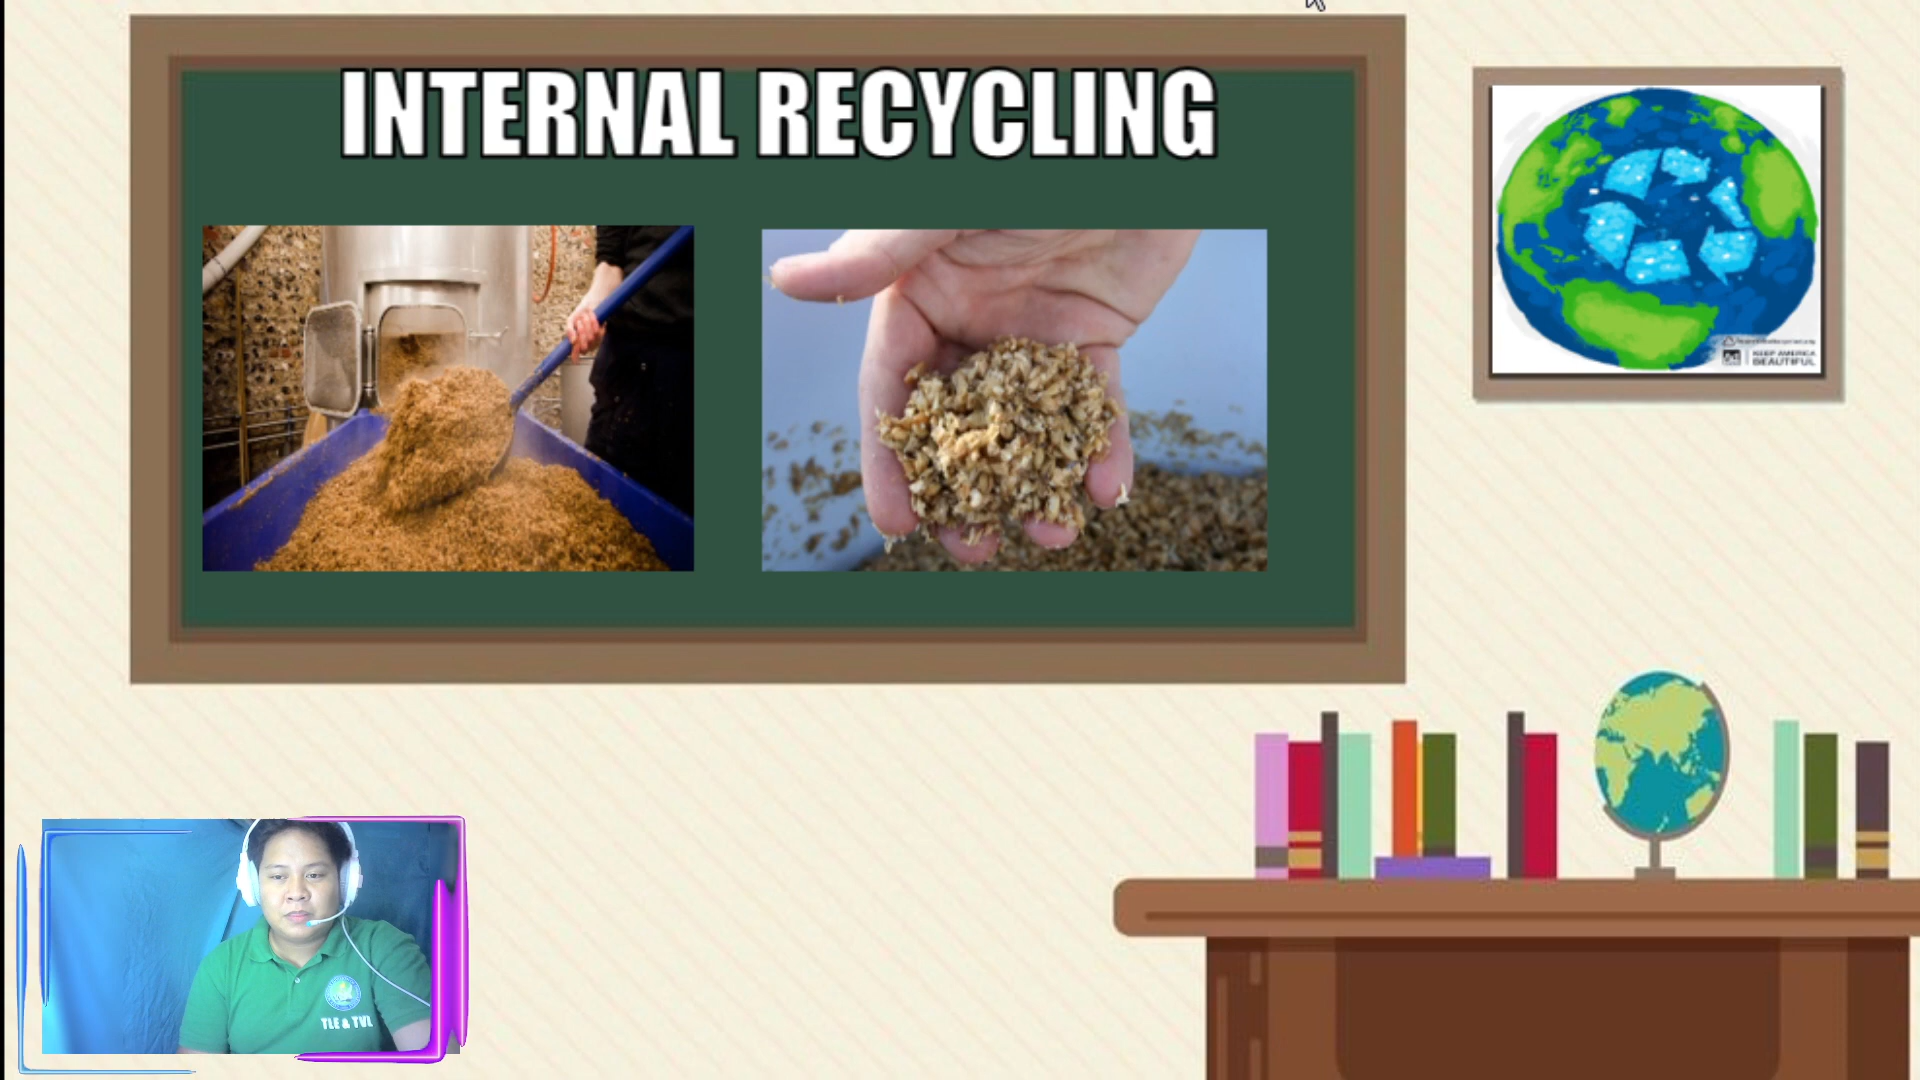 INTERNAL RECYCLING
KEEP AMERICA
BEAUTIFUL
TLE & TVL